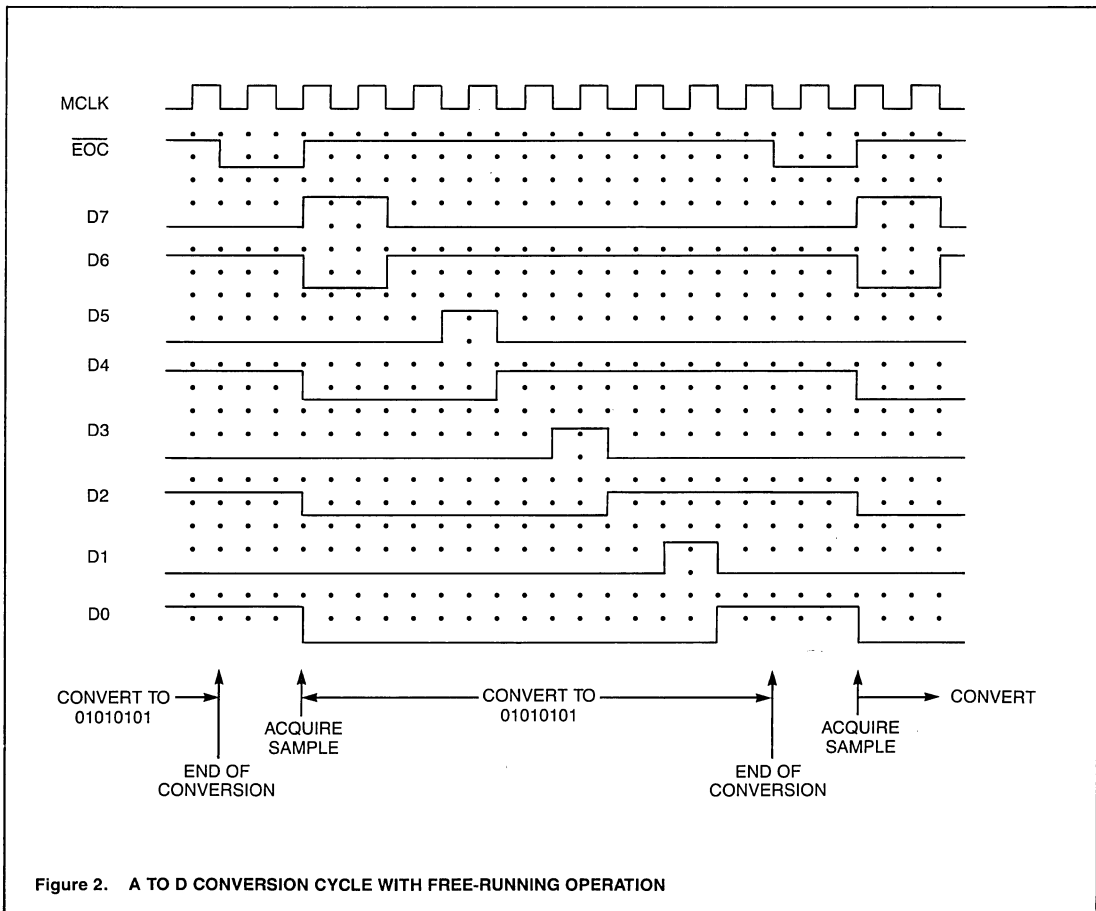 MCLK
EOC
D7
D6
D5
D4
D3
D2
D1
D0
CONVERT TO
01010101
CONVERT TO
01010101
CONVERT
ACQUIRE
SAMPLE
ACQUIRE
SAMPLE
END OF
CONVERSION
END OF
CONVERSION
Figure 2. A TO D CONVERSION CYCLE WITH FREE-RUNNING OPERATION